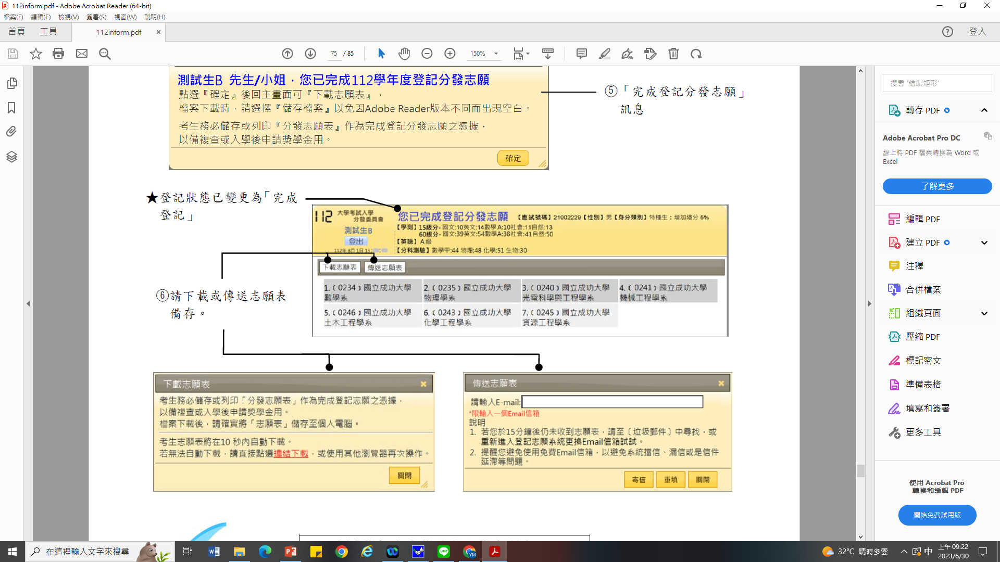 112inform.pdf - Adobe Acrobat Reader (64-bit)
檔案(F) 編輯(E) 檢視(V) 簽署(S) 視窗(W) 說明(H)
首頁 工具 112inform.pdf × 登入
75 / 85 150%
測試生B 先生/小姐，您已完成112學年度登記分發志願
點選『確定』後回主畫面可『下載志願表』，
檔案下載時，請選擇『儲存檔案』以免因Adobe Reader版本不同而出現空白。
考生務必儲存或列印『分發志願表』作為完成登記分發志願之憑據，
以備複查或入學後申請獎學金用。
確定
⑤「完成登記分發志願」
訊息
★登記狀態已變更為「完成
登記」
112 大學考試入學
分發委員會
測試生B
登出
您已完成登記分發志願 【應試號碼】21002229【性別】男【身分類別】特種生：增加總分 5%
【學測】15級分- 國文:10英文:14數學A:10社會:11自然:13
60級分- 國文:39英文:54數學A:38社會:41自然:50
【英聽】A 級
112年 8月 1日 13:
【分科測驗】數學甲:44 物理:48 化學:51 生物:30
下載志願表 傳送志願表
1.﹝0234﹞國立成功大學
數學系
2.﹝0235﹞國立成功大學
物理學系
3.﹝0240﹞國立成功大學
光電科學與工程學系
4.﹝0241﹞國立成功大學
機械工程學系
5.﹝0246﹞國立成功大學
土木工程學系
6.﹝0243﹞國立成功大學
化學工程學系
7.﹝0245﹞國立成功大學
資源工程學系
⑥請下載或傳送志願表
備存。
下載志願表
考生務必儲存或列印「分發志願表」作為完成登記志願之憑據，
以備複查或入學後申請獎學金用。
檔案下載後，請確實將「志願表」儲存至個人電腦。
考生志願表將在10 秒內自動下載。
若無法自動下載，請直接點選連結下載，或使用其他瀏覽器再次操作。
關閉
傳送志願表
請輸入E-mail:
*限輸入一個Email信箱
說明
1. 若您於15分鐘後仍未收到志願表，請至〔垃圾郵件〕中尋找，或
重新進入登記志願系統更換Email信箱試試。
2. 提醒您避免使用免費Email信箱，以避免系統擋信、漏信或是信件
延滯等問題。
寄信 重填 關閉
搜尋 '繪製矩形'
轉存 PDF
Adobe Acrobat Pro DC
線上將 PDF 檔案轉換為 Word 或
Excel
了解更多
編輯 PDF
建立 PDF
注釋
合併檔案
組織頁面
壓縮 PDF
標記密文
準備表格
填寫和簽署
更多工具
使用 Acrobat Pro
轉換和編輯 PDF
開始免費試用版
在這裡輸入文字來搜尋
32°C 晴時多雲
中
上午 09:22
2023/6/30